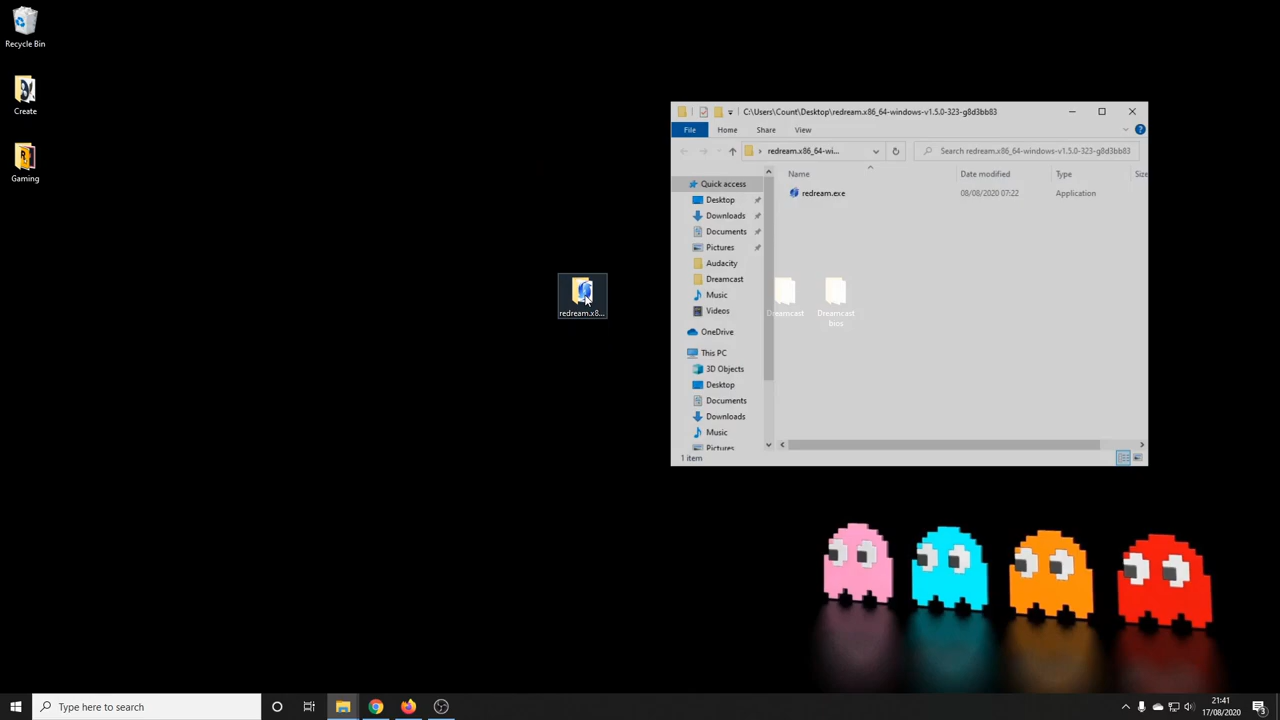 Recycle Bin
Create
Gaming
redream.x8...
C:\Users\Count\Desktop\redream.x86_64-windows-v1.5.0-323-g8d3bb83
File Home Share View
redream.x86_64-wi...
Search redream.x86_64-windows-v1.5.0-323-g8d3bb83
Name Date modified Type Size
redream.exe 08/08/2020 07:22 Application
Quick access
Desktop
Downloads
Documents
Pictures
Audacity
Dreamcast
Music
Videos
OneDrive
This PC
3D Objects
Desktop
Documents
Downloads
Music
Pictures
Dreamcast
Dreamcast
bios
1 item
Type here to search
21:41
17/08/2020
3